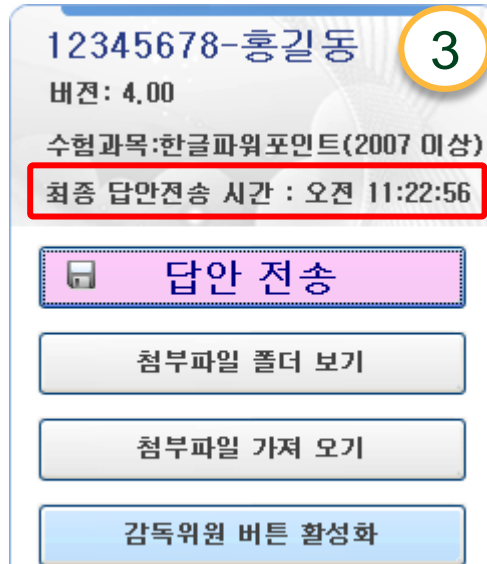 12345678-홍길동
3
버전: 4.00
수험과목:한글파워포인트(2007 이상)
최종 답안전송 시간 : 오전 11:22:56
답안 전송
첨부파일 폴더 보기
첨부파일 가져 오기
감독위원 버튼 활성화